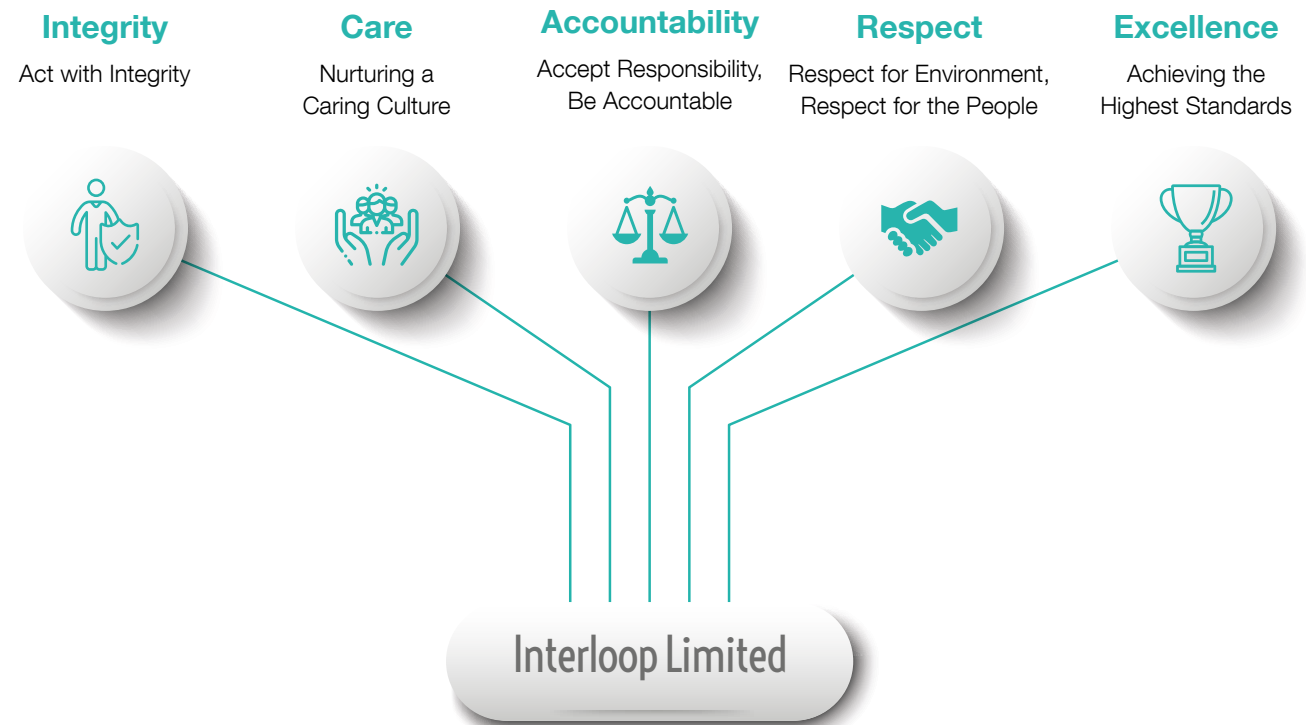 Integrity
Act with Integrity
Care
Nurturing a
Caring Culture
Accountability
Accept Responsibility,
Be Accountable
Respect
Respect for Environment,
Respect for the People
Excellence
Achieving the
Highest Standards
Interloop Limited